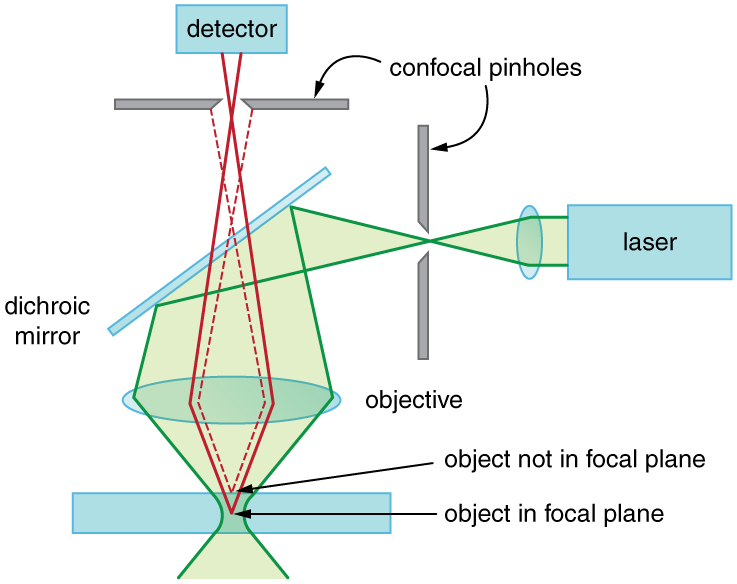 detector
confocal pinholes
laser
dichroic
mirror
objective
object not in focal plane
object in focal plane